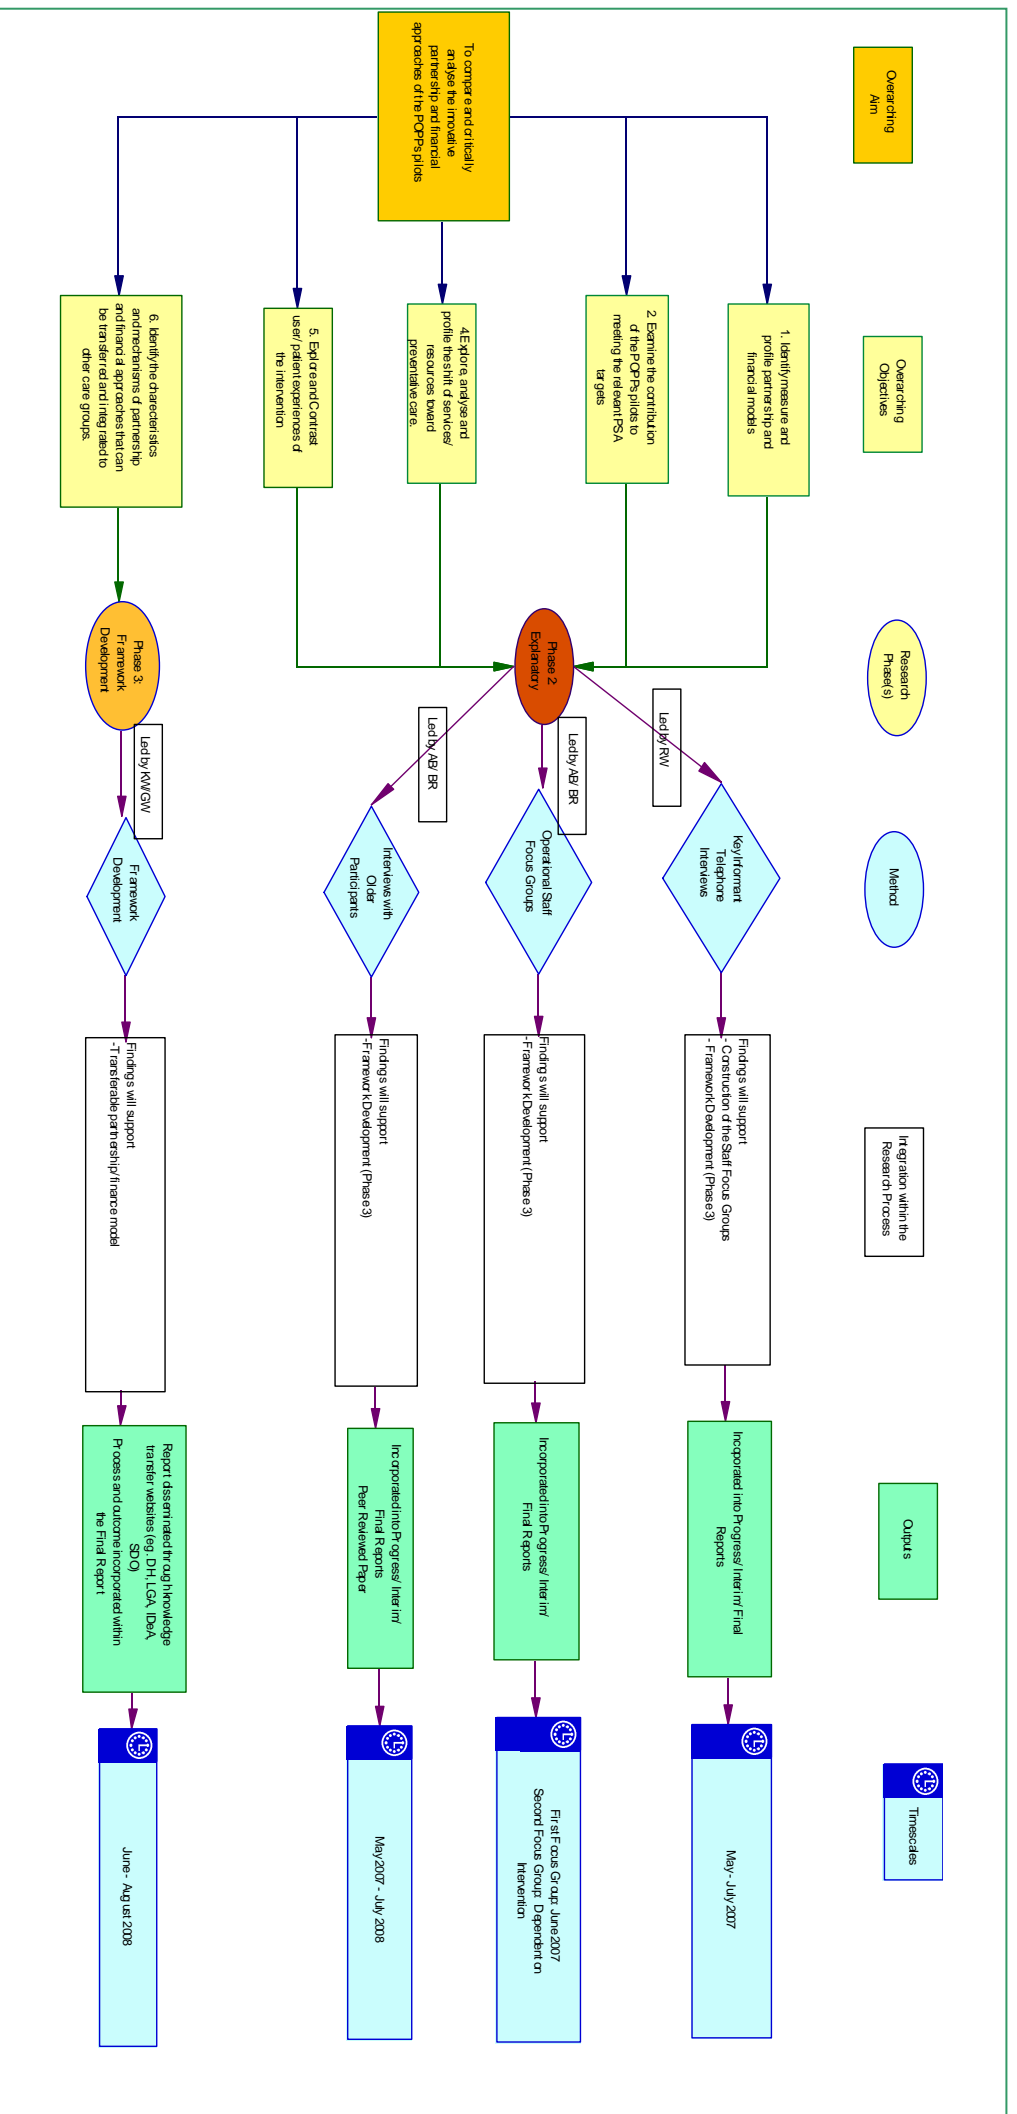 Overarching
Aim
Overarching
Objectives
Research
Phase(s)
Method
Integration within the
Research Process
Outputs
Timescales
To compare and critically
analyse the innovative
partnership and financial
approaches of the POPPs pilots
1. Identify measure and
profile partnership and
financial models
2. Examine the contribution
of the POPPs pilots to
meeting the relevant PSA
targets
4.Explore, analyse and
profile the shift of services/
resources toward
preventative care.
5. Explore and Contrast
user/ patient experiences of
the intervention
6. Identify the charecteristics
and mechanisms of partnership
and financial approaches that can
be transferred and integrated to
other care groups.
Phase 2:
Explanatory
Phase 3:
Framework
Development
Led by RW
Led by AB/ BR
Led by AB/ BR
Led by KW/GW
Key Informant
Telephone
Interviews
Findings will support
- Construction of the Staff Focus Groups
- Framework Development (Phase 3)
Incoporated into Progress/ Interim/ Final
Reports
May - July 2007
Operational Staff
Focus Groups
Findings will support
- Framework Development (Phase 3)
Incorporated into Progress/ Interim/
Final Reports
First Focus Group: June 2007
Second Focus Group: Dependent on
Intervention
Interviews with
Older
Participants
Findings will support
- Framework Development (Phase 3)
Incorporated into Progress/ Interim/
Final Reports
Peer Reviewed Paper
May 2007 - July 2008
Framework
Development
Findings will support
- Transferable partnership/ finance model
Report disseminated through knowledge
transfer websites (eg. DH, LGA, IDeA,
SDO)
Process and outcome incorporated within
the Final Report
June - August 2008